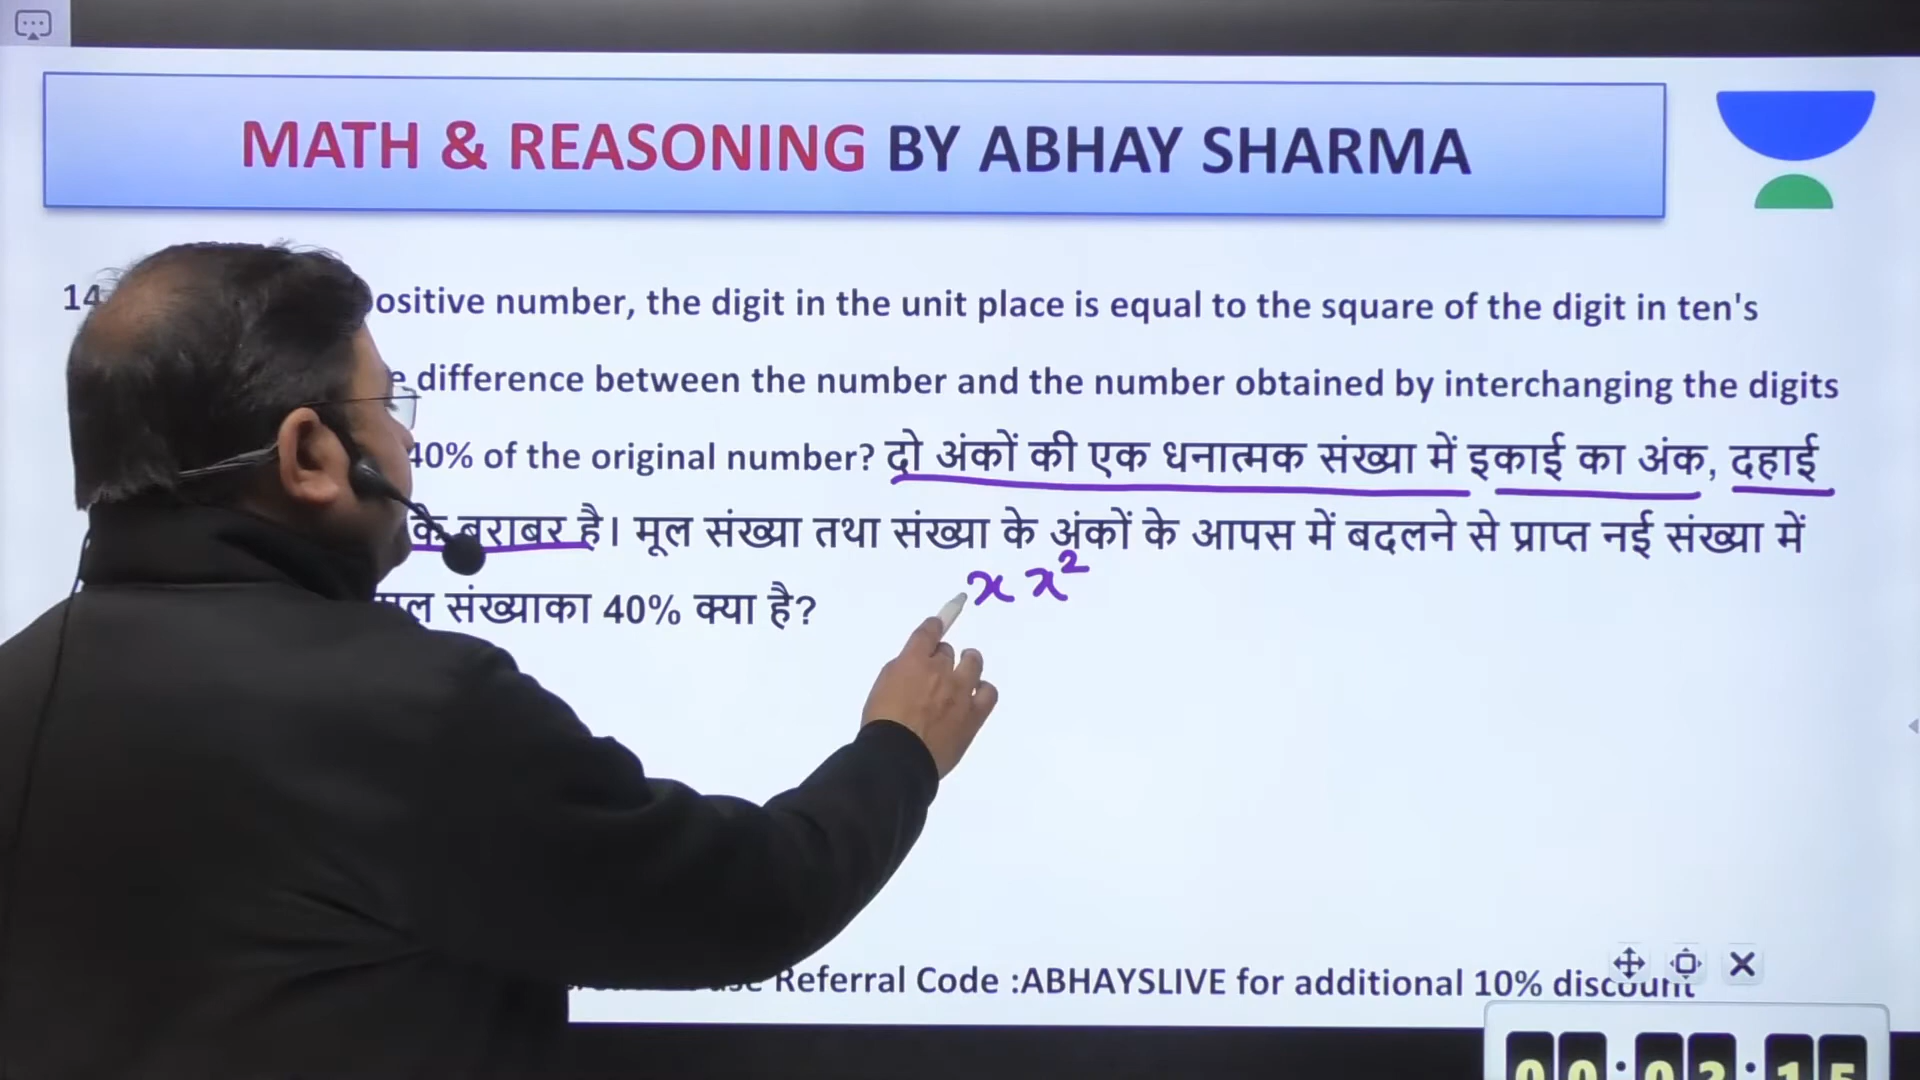 MATH & REASONING BY ABHAY SHARMA
14 ositive number, the digit in the unit place is equal to the square of the digit in ten's
e difference between the number and the number obtained by interchanging the digits
40% of the original number? दो अंकों की एक धनात्मक संख्या में इकाई का अंक, दहाई
के बराबर है। मूल संख्या तथा संख्या के अंकों के आपस में बदलने से प्राप्त नई संख्या में
संख्याका 40% क्या है?
x x²
Referral Code :ABHAYSLIVE for additional 10% discount